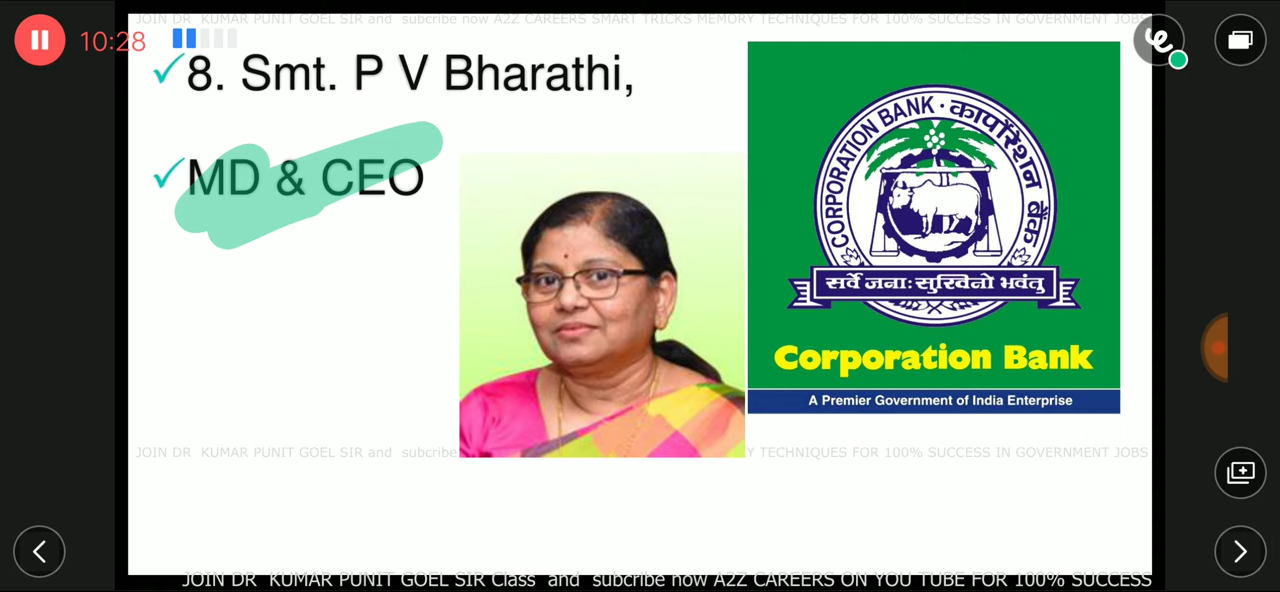 JOIN DR KUMAR PUNIT GOEL SIR and subcribe now A2Z CAREERS SMART TRICKS MEMORY TECHNIQUES FOR 100% SUCCESS IN GOVERNMENT JOBS
10:28
8. Smt. P V Bharathi,
MD & CEO
CORPORATION BANK · कार्पोरेशन बैंक
सर्वे जनाः सुखिनो भवंतु
Corporation Bank
A Premier Government of India Enterprise
JOIN DR KUMAR PUNIT GOEL SIR and subcribe
Y TECHNIQUES FOR 100% SUCCESS IN GOVERNMENT JOBS
JOIN DR KUMAR PUNIT GOEL SIR Class and subcribe now A2Z CAREERS ON YOU TUBE FOR 100% SUCCESS